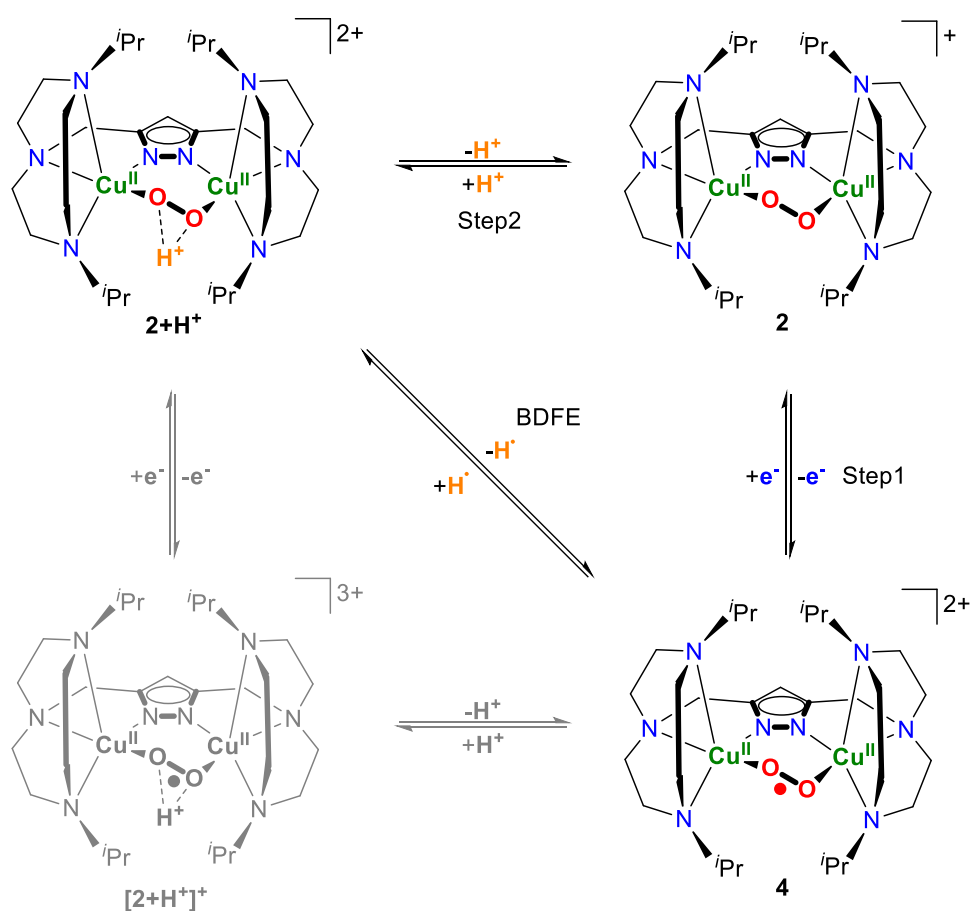 iPr iPr 2+
N N
N N N N
CuII O CuII
O
N H+ N
iPr iPr
2+H+
-H+
+H+
Step2
iPr iPr +
N N
N N N N
CuII O CuII
O
N N
iPr iPr
2
+e- -e-
BDFE
-H•
+H•
+e- -e- Step1
iPr iPr 3+
N N
N N N N
CuII O CuII
O
N H+ N
iPr iPr
[2+H+]+
-H+
+H+
iPr iPr 2+
N N
N N N N
CuII O CuII
O
N N
iPr iPr
4